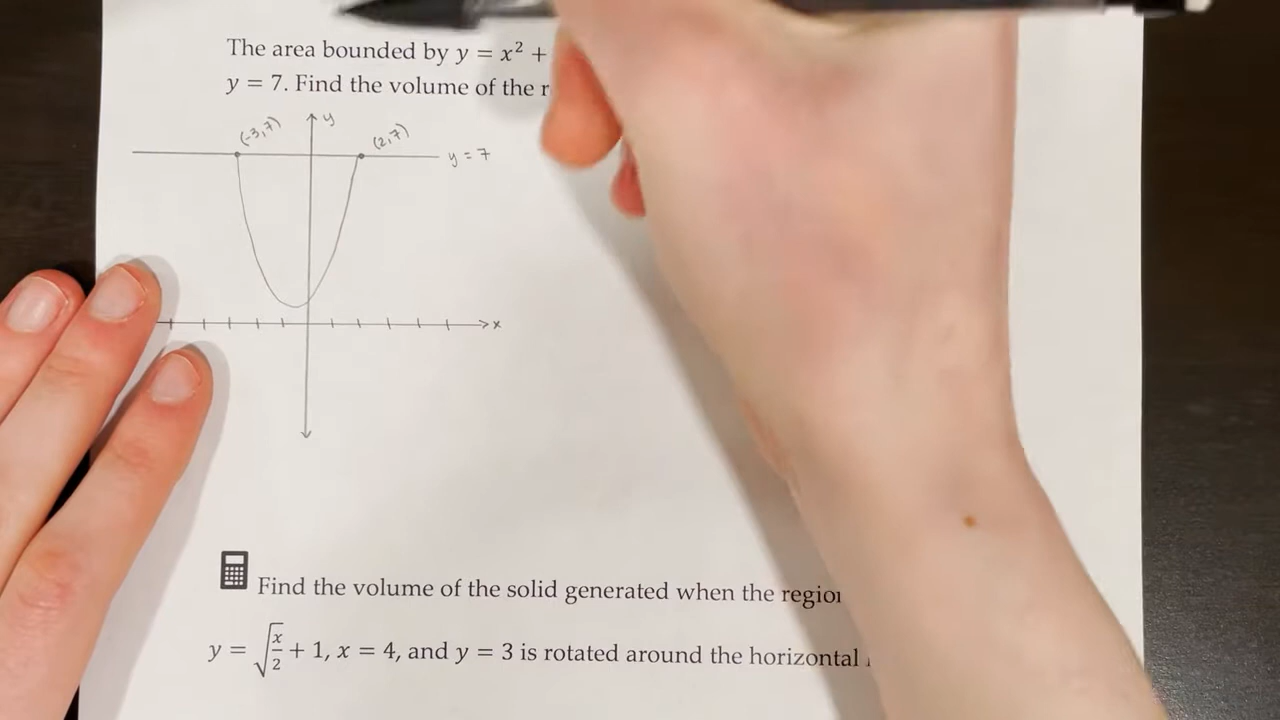 The area bounded by y = x² +
y = 7. Find the volume of the r
(-3,7)
y
(2,7)
y = 7
x
Find the volume of the solid generated when the region
y = √(x/2) + 1, x = 4, and y = 3 is rotated around the horizontal